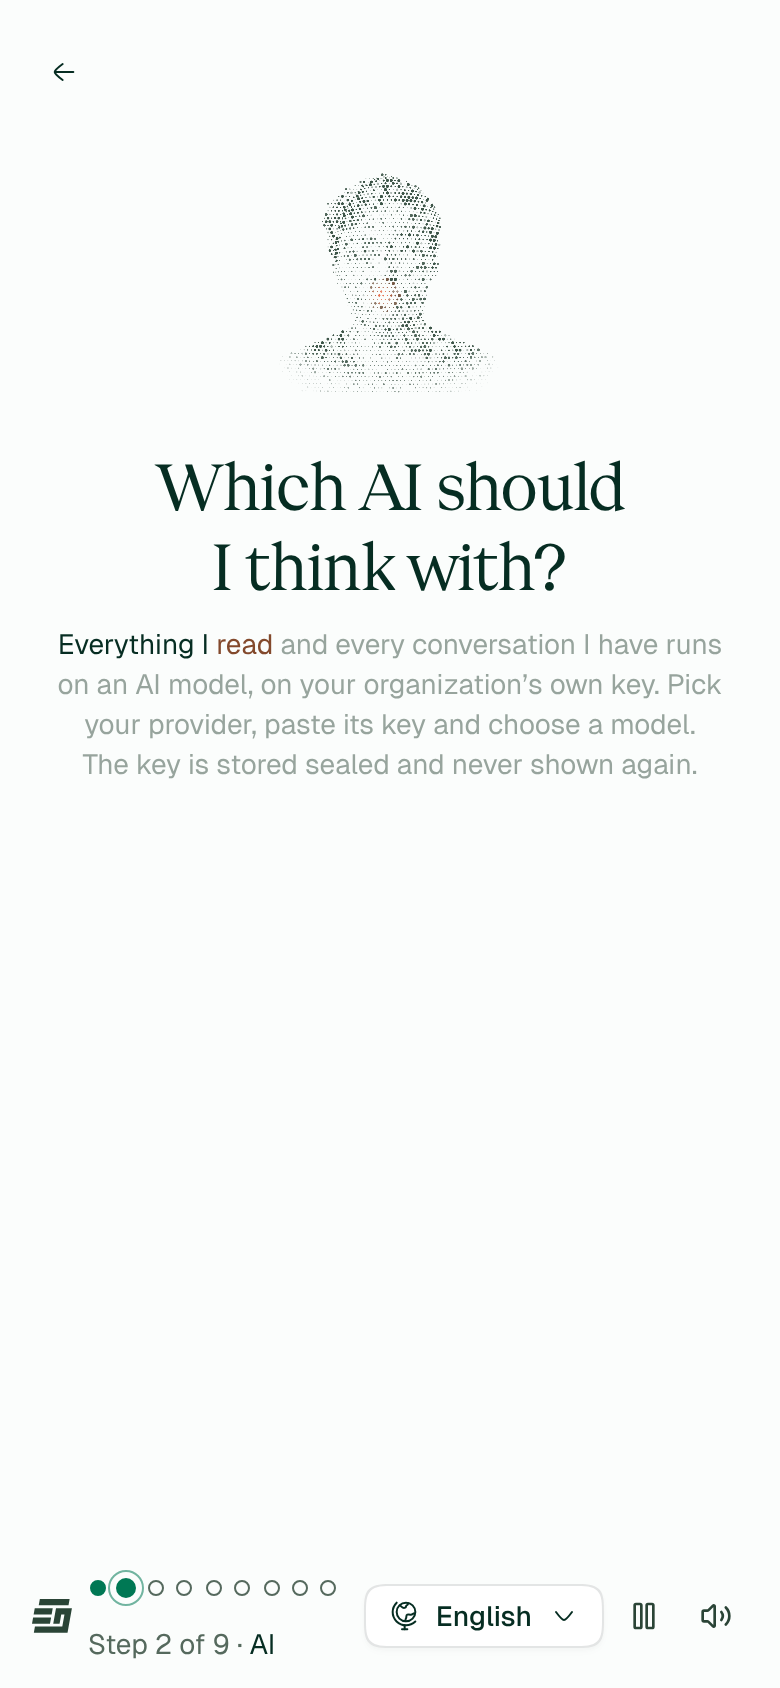 Which AI should
I think with?
Everything I read and every conversation I have runs
on an AI model, on your organization’s own key. Pick
your provider, paste its key and choose a model.
The key is stored sealed and never shown again.
Step 2 of 9 · AI
English